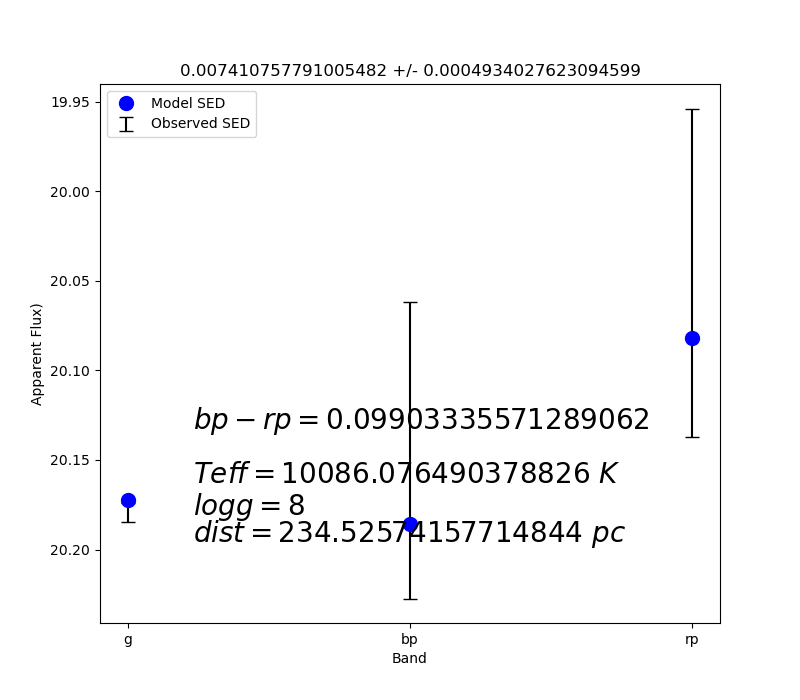 0.007410757791005482 +/- 0.0004934027623094599
Model SED
Observed SED
19.95
20.00
20.05
20.10
20.15
20.20
Apparent Flux)
bp − rp = 0.09903335571289062
Teff = 10086.076490378826 K
logg = 8
dist = 234.52574157714844 pc
g bp rp
Band